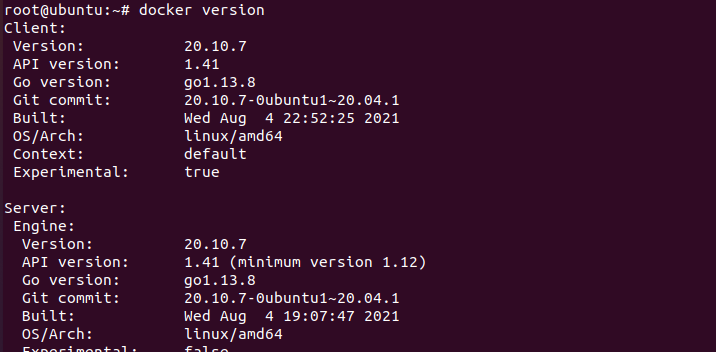 root@ubuntu:~# docker version
Client:
 Version:           20.10.7
 API version:       1.41
 Go version:        go1.13.8
 Git commit:        20.10.7-0ubuntu1~20.04.1
 Built:             Wed Aug  4 22:52:25 2021
 OS/Arch:           linux/amd64
 Context:           default
 Experimental:      true

Server:
 Engine:
  Version:          20.10.7
  API version:      1.41 (minimum version 1.12)
  Go version:       go1.13.8
  Git commit:       20.10.7-0ubuntu1~20.04.1
  Built:            Wed Aug  4 19:07:47 2021
  OS/Arch:          linux/amd64
  Experimental:     false